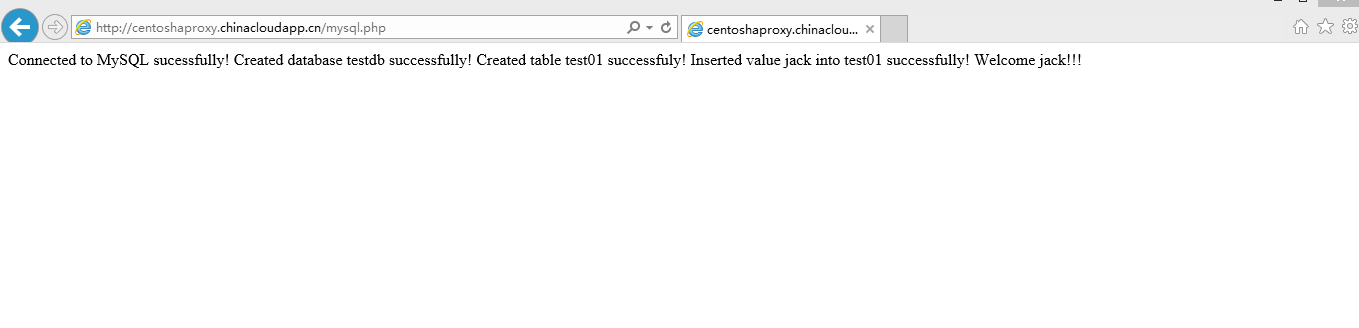 http://centoshaproxy.chinacloudapp.cn/mysql.php
centoshaproxy.chinaclou...
Connected to MySQL sucessfully! Created database testdb successfully! Created table test01 successfuly! Inserted value jack into test01 successfully! Welcome jack!!!